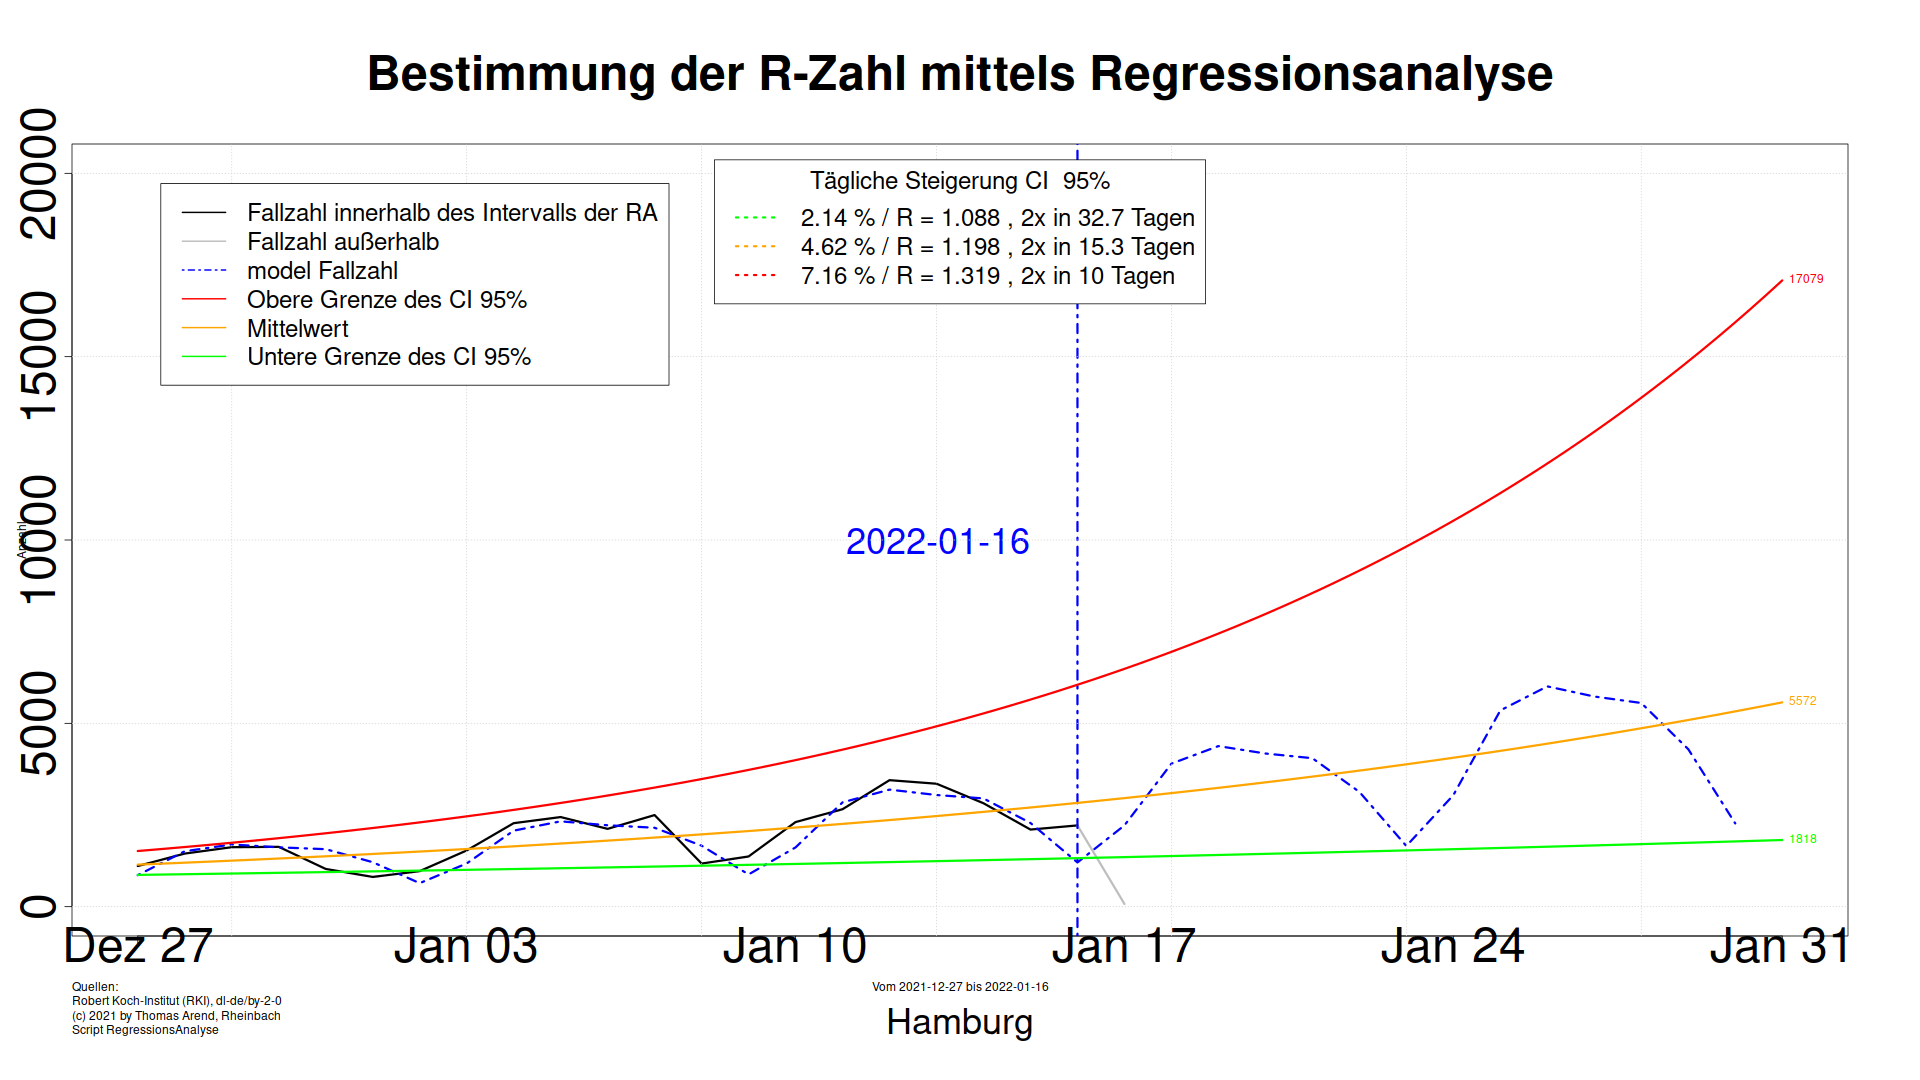 Bestimmung der R-Zahl mittels Regressionsanalyse
Fallzahl innerhalb des Intervalls der RA
Fallzahl außerhalb
model Fallzahl
Obere Grenze des CI 95%
Mittelwert
Untere Grenze des CI 95%
Tägliche Steigerung CI  95%
2.14 % / R = 1.088 , 2x in 32.7 Tagen
4.62 % / R = 1.198 , 2x in 15.3 Tagen
7.16 % / R = 1.319 , 2x in 10 Tagen
20000
15000
10000
5000
0
Anzahl
2022-01-16
17079
5572
1818
Dez 27
Jan 03
Jan 10
Jan 17
Jan 24
Jan 31
Quellen:
Robert Koch-Institut (RKI), dl-de/by-2-0
(c) 2021 by Thomas Arend, Rheinbach
Script RegressionsAnalyse
Vom 2021-12-27 bis 2022-01-16
Hamburg